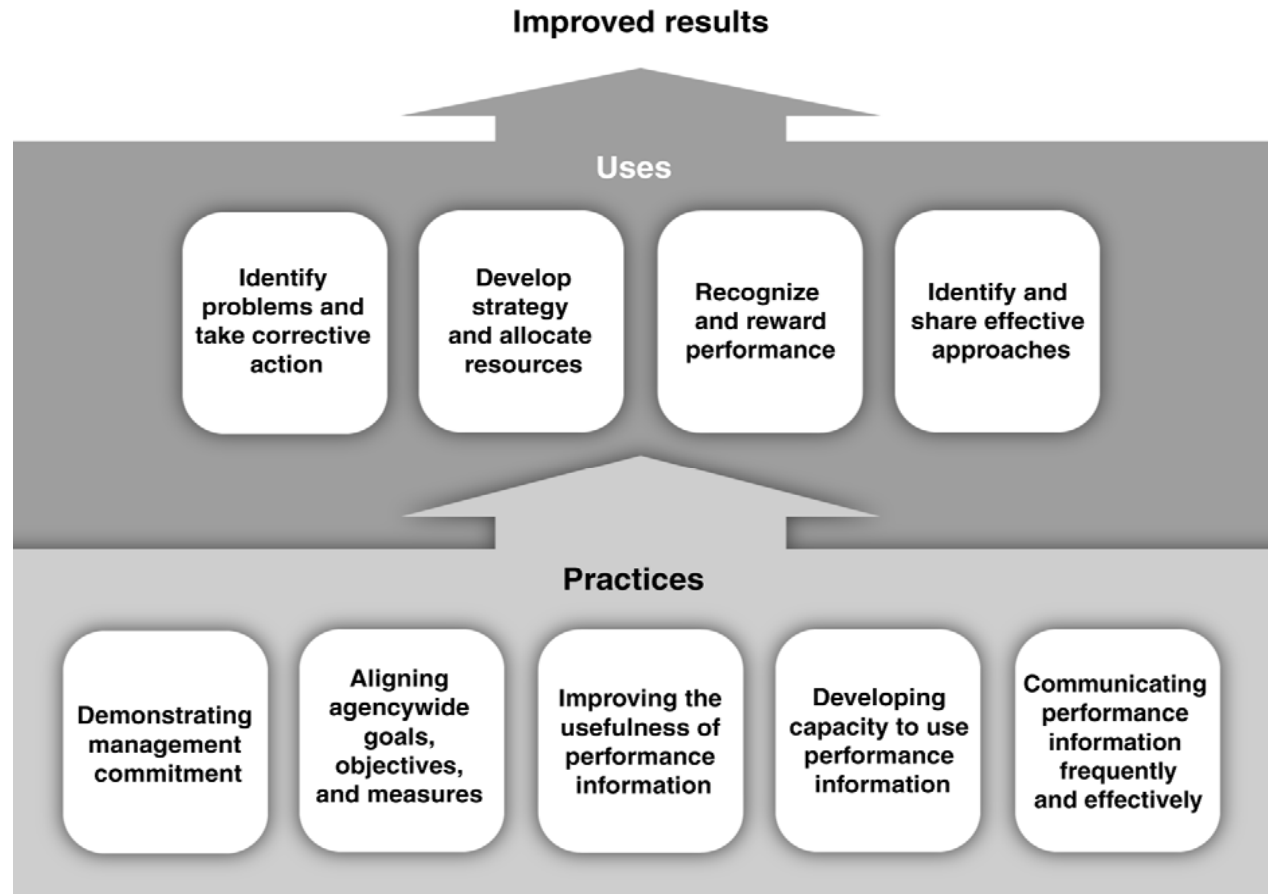 Improved results
Uses
Identify
problems and
take corrective
action
Develop
strategy
and allocate
resources
Recognize
and reward
performance
Identify and
share effective
approaches
Practices
Demonstrating
management
commitment
Aligning
agencywide
goals,
objectives,
and measures
Improving the
usefulness of
performance
information
Developing
capacity to use
performance
information
Communicating
performance
information
frequently
and effectively